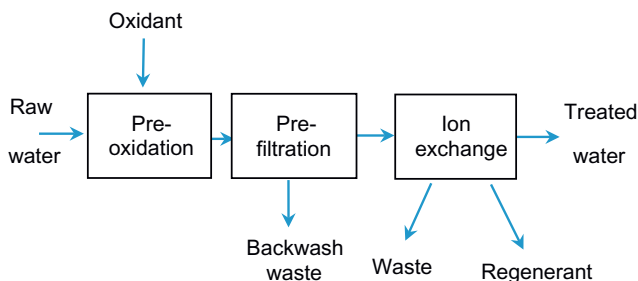 Oxidant
Raw
water
Pre-
oxidation
Pre-
filtration
Ion
exchange
Treated
water
Backwash
waste
Waste
Regenerant